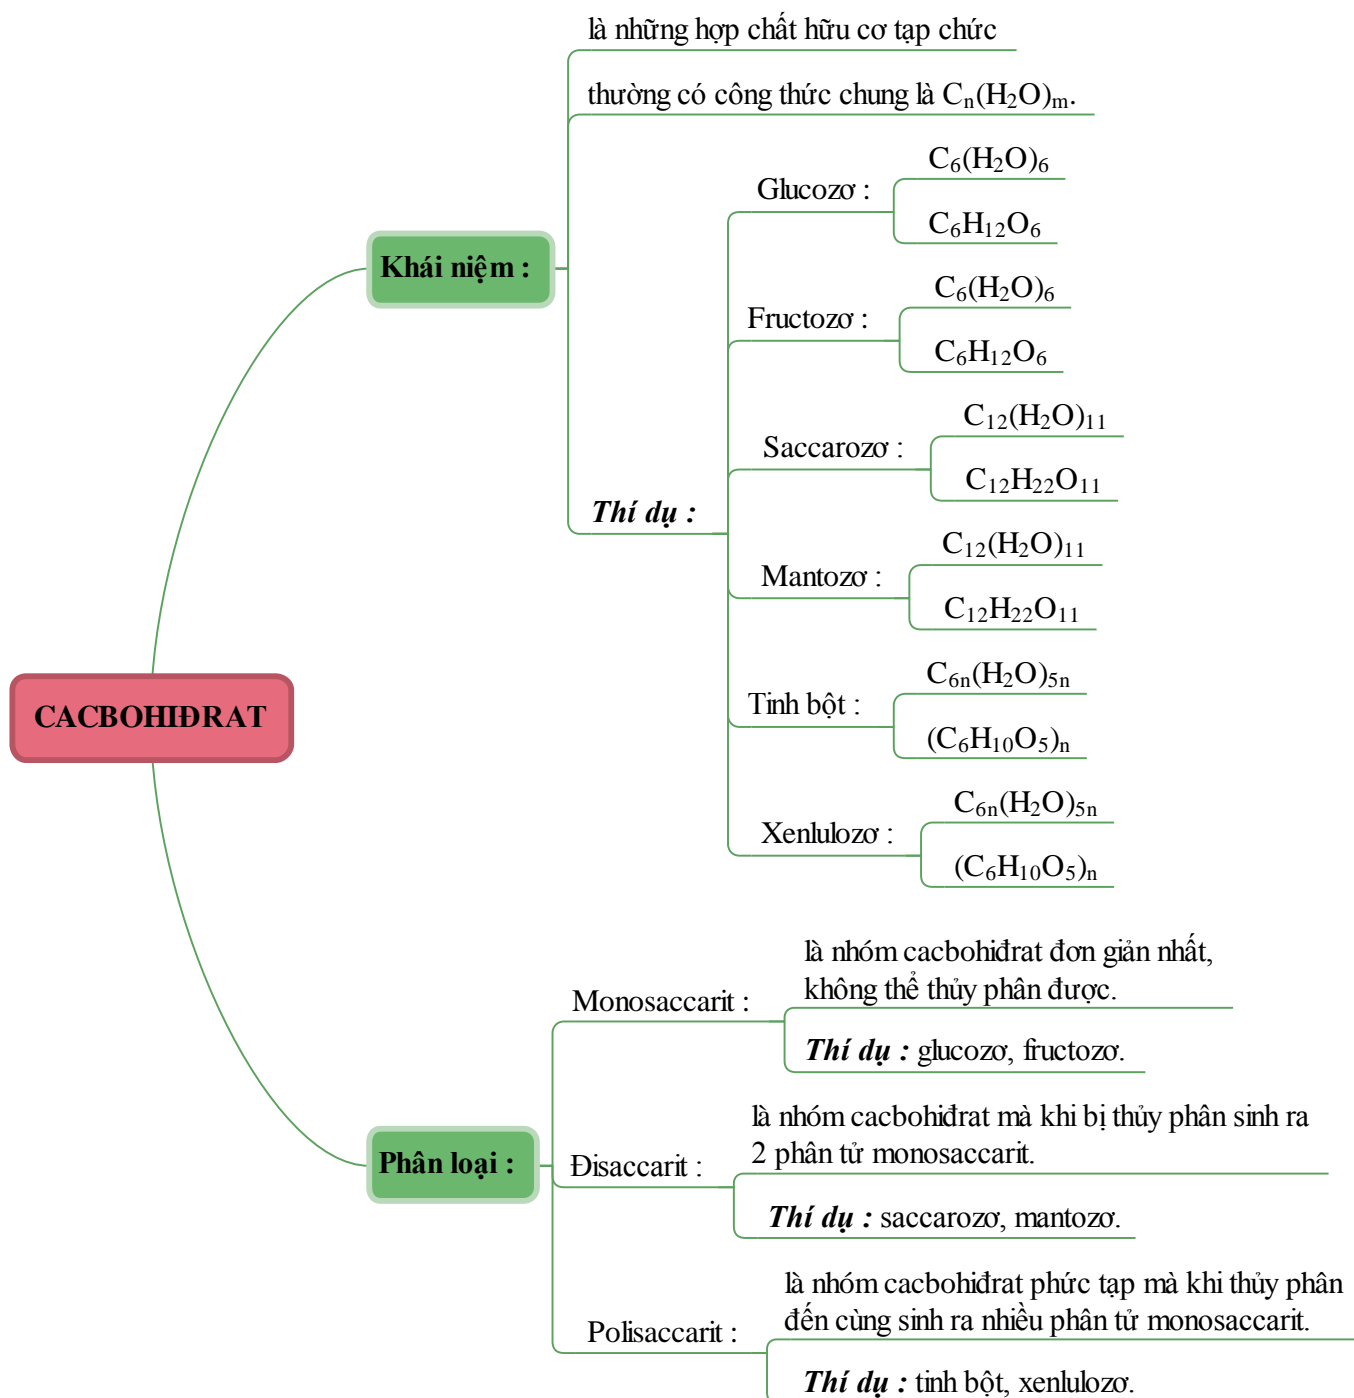 CACBOHIĐRAT
Khái niệm :
là những hợp chất hữu cơ tạp chức
thường có công thức chung là Cₙ(H₂O)ₘ.
Thí dụ :
Glucozơ :
C₆(H₂O)₆
C₆H₁₂O₆
Fructozơ :
C₆(H₂O)₆
C₆H₁₂O₆
Saccarozơ :
C₁₂(H₂O)₁₁
C₁₂H₂₂O₁₁
Mantozơ :
C₁₂(H₂O)₁₁
C₁₂H₂₂O₁₁
Tinh bột :
C₆ₙ(H₂O)₅ₙ
(C₆H₁₀O₅)ₙ
Xenlulozơ :
C₆ₙ(H₂O)₅ₙ
(C₆H₁₀O₅)ₙ
Phân loại :
Monosaccarit :
là nhóm cacbohiđrat đơn giản nhất,
không thể thủy phân được.
Thí dụ : glucozơ, fructozơ.
Đisaccarit :
là nhóm cacbohiđrat mà khi bị thủy phân sinh ra
2 phân tử monosaccarit.
Thí dụ : saccarozơ, mantozơ.
Polisaccarit :
là nhóm cacbohiđrat phức tạp mà khi thủy phân
đến cùng sinh ra nhiều phân tử monosaccarit.
Thí dụ : tinh bột, xenlulozơ.